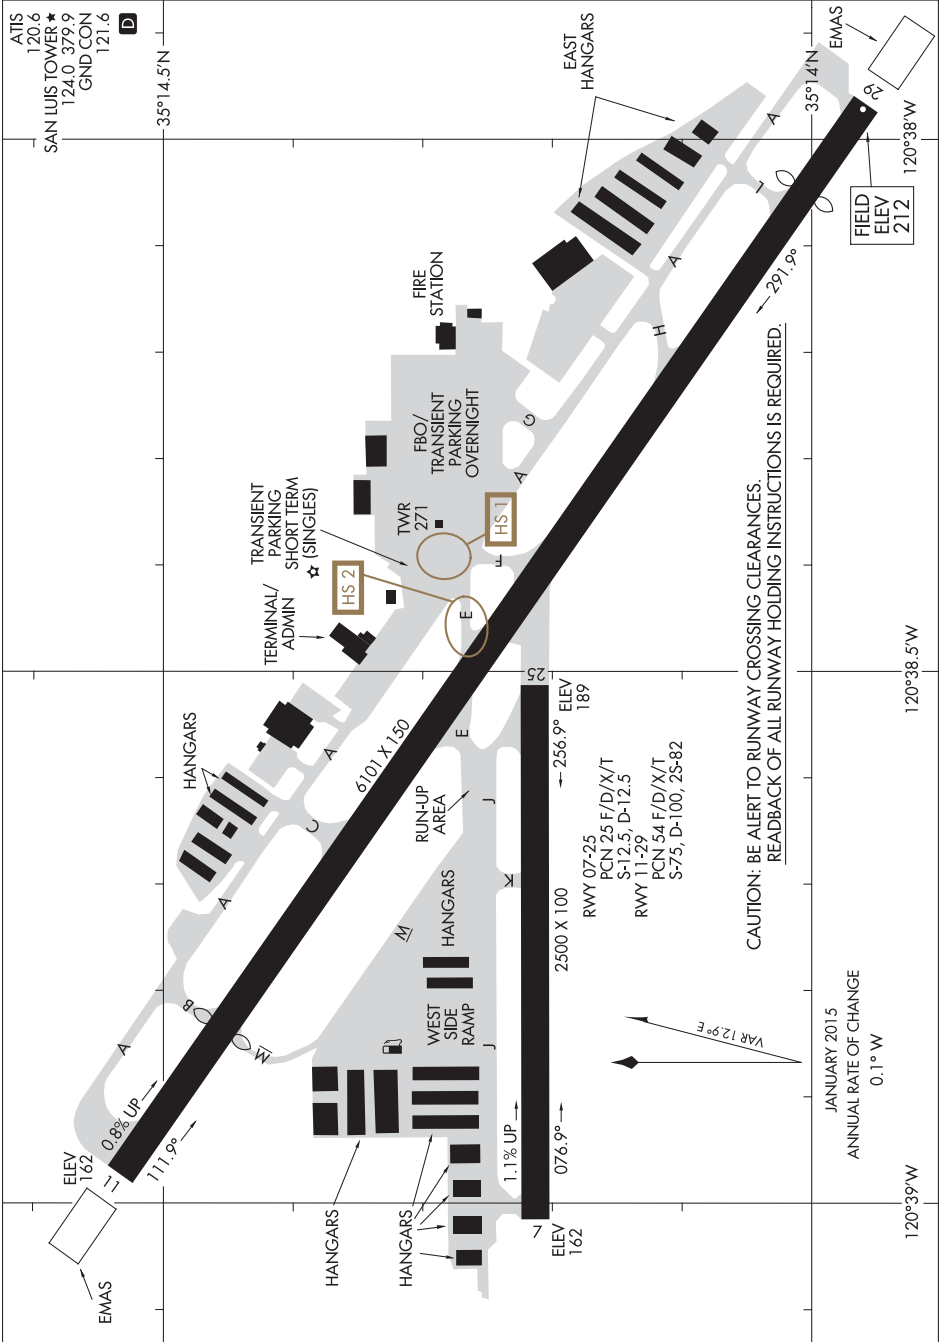 ATIS
120.6
SAN LUIS TOWER ★
124.0 379.9
GND CON
121.6
D
35°14.5'N
HANGARS
TERMINAL/
ADMIN
TRANSIENT
PARKING
SHORT TERM
(SINGLES)
HS 2
TWR
271
FBO/
TRANSIENT
PARKING
OVERNIGHT
HS 1
FIRE
STATION
EAST
HANGARS
EMAS
ELEV
162
11
0.8% UP
111.9°
A
B
M
A
C
A
6101 X 150
E
E
F
A
G
H
A
L
A
291.9°
29
EMAS
35°14'N
FIELD
ELEV
212
HANGARS
HANGARS
WEST
SIDE
RAMP
HANGARS
M
RUN-UP
AREA
J
J
K
7
ELEV
162
1.1% UP
076.9°
2500 X 100
256.9°
25
ELEV
189
RWY 07-25
PCN 25 F/D/X/T
S-12.5, D-12.5
RWY 11-29
PCN 54 F/D/X/T
S-75, D-100, 2S-82
VAR 12.9° E
JANUARY 2015
ANNUAL RATE OF CHANGE
0.1° W
CAUTION: BE ALERT TO RUNWAY CROSSING CLEARANCES.
READBACK OF ALL RUNWAY HOLDING INSTRUCTIONS IS REQUIRED.
120°39'W
120°38.5'W
120°38'W